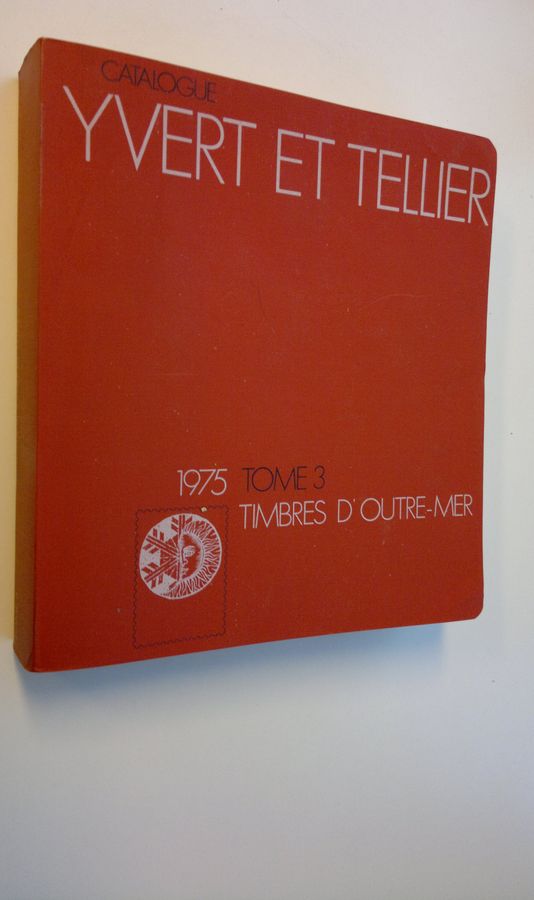 CATALOGUE
YVERT ET TELLIER
1975 TOME 3
TIMBRES D'OUTRE-MER